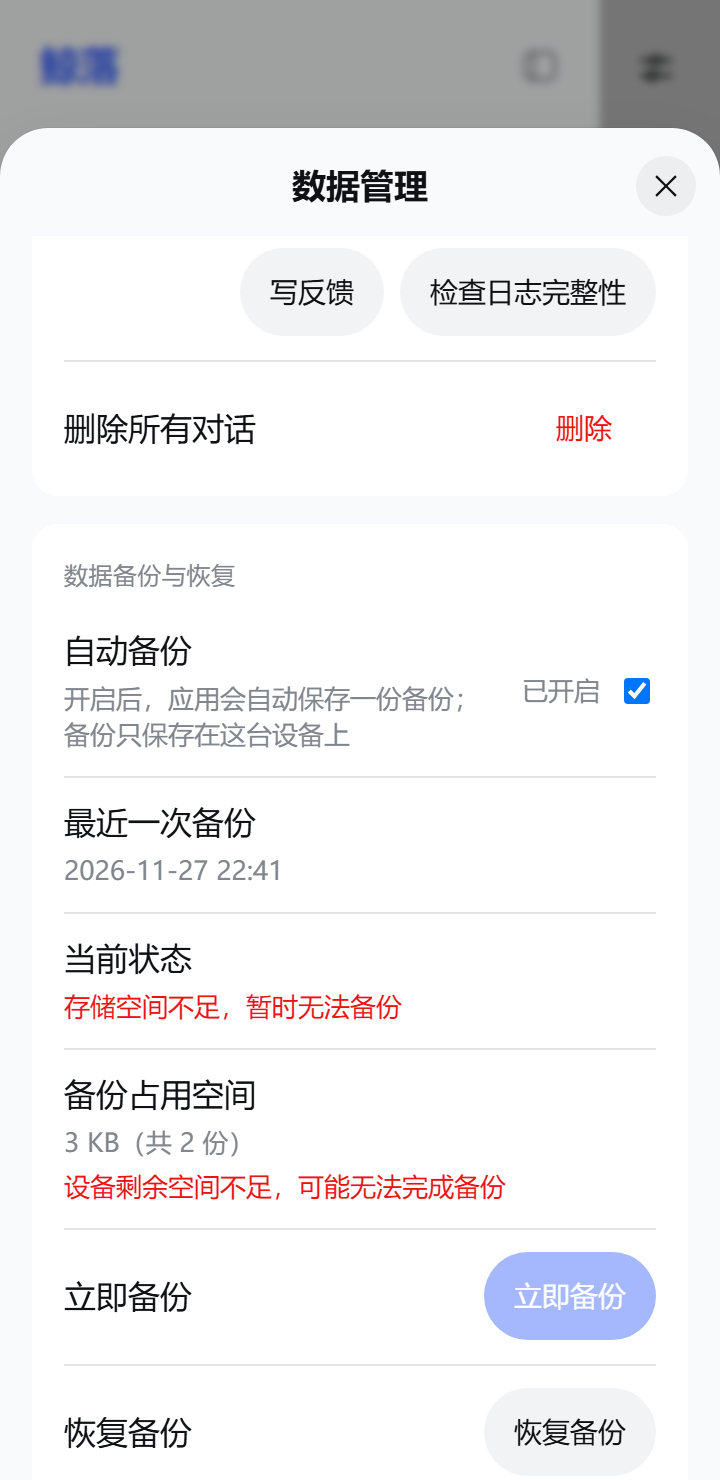 鲸落
数据管理
写反馈
检查日志完整性
删除所有对话
删除
数据备份与恢复
自动备份
开启后，应用会自动保存一份备份；
备份只保存在这台设备上
已开启
最近一次备份
2026-11-27 22:41
当前状态
存储空间不足，暂时无法备份
备份占用空间
3 KB（共 2 份）
设备剩余空间不足，可能无法完成备份
立即备份
立即备份
恢复备份
恢复备份